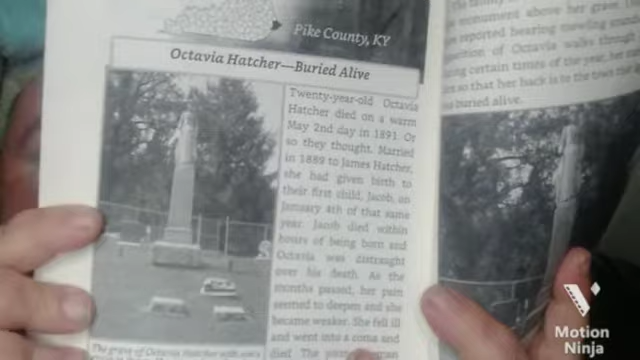 Pike County, KY
Octavia Hatcher—Buried Alive
Twenty-year-old Octavia
Hatcher died on a warm
May 2nd day in 1891. Or
so they thought. Married
in 1889 to James Hatcher,
she had given birth to
their first child, Jacob, on
January 4th of that same
year. Jacob died within
hours of being born and
Octavia was distraught
over his death. As the
months passed, her pain
seemed to deepen and she
became weaker. She fell ill
and went into a coma and
died. The
The grave of Octavia Hatcher with
the family
monument above her grave.
reported hearing
of Octavia walks
certain times of the year, her
so that her back is to the town
buried alive.
Motion
Ninja